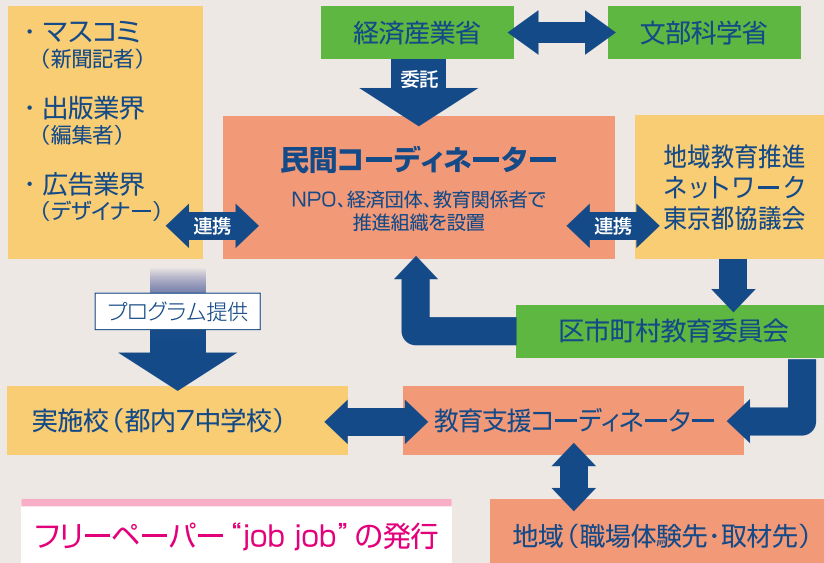 ・マスコミ
（新聞記者）
・出版業界
（編集者）
・広告業界
（デザイナー）
経済産業省
文部科学省
委託
民間コーディネーター
NPO、経済団体、教育関係者で
推進組織を設置
連携
連携
地域教育推進
ネットワーク
東京都協議会
プログラム提供
区市町村教育委員会
実施校（都内7中学校）
教育支援コーディネーター
フリーペーパー“job job”の発行
地域（職場体験先・取材先）